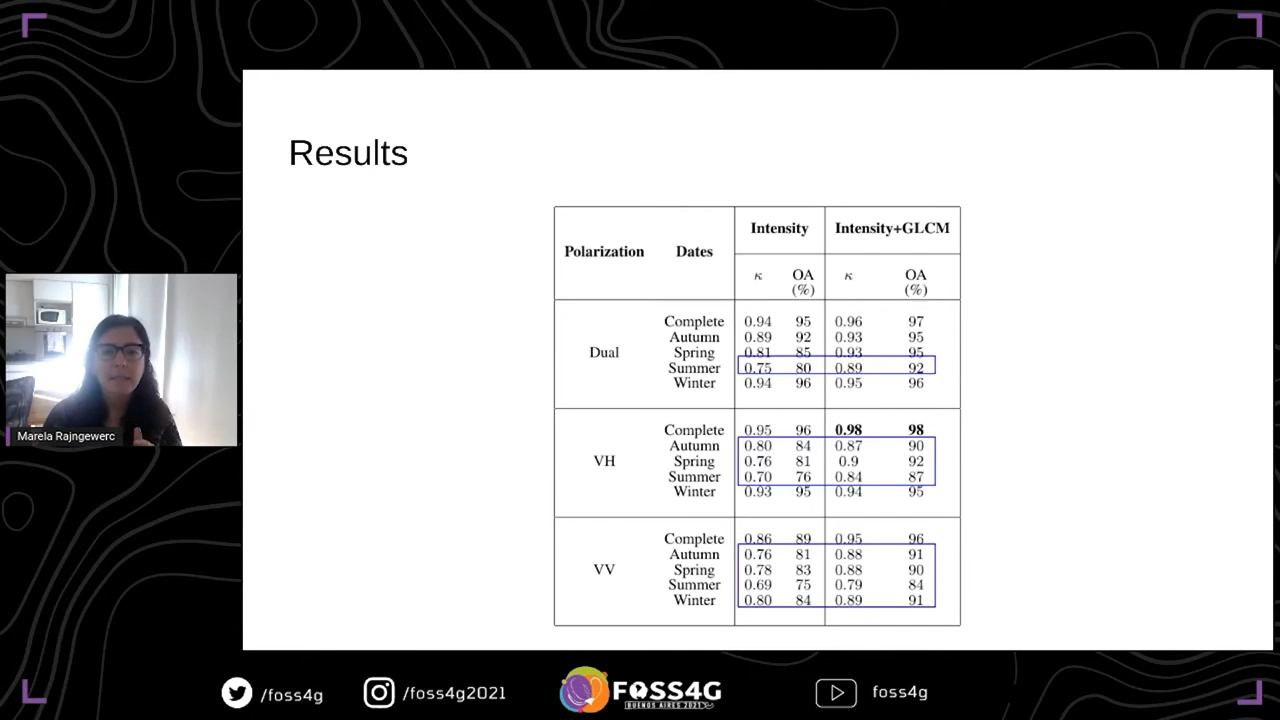 Results
Polarization Dates Intensity Intensity+GLCM
κ OA (%) κ OA (%)
Dual
Complete 0.94 95 0.96 97
Autumn 0.89 92 0.93 95
Spring 0.81 85 0.93 95
Summer 0.75 80 0.89 92
Winter 0.94 96 0.95 96
VH
Complete 0.95 96 0.98 98
Autumn 0.80 84 0.87 90
Spring 0.76 81 0.9 92
Summer 0.70 76 0.84 87
Winter 0.93 95 0.94 95
VV
Complete 0.86 89 0.95 96
Autumn 0.76 81 0.88 91
Spring 0.78 83 0.88 90
Summer 0.69 75 0.79 84
Winter 0.80 84 0.89 91
Marela Rajngewerc
/foss4g
/foss4g2021
FOSS4G
BUENOS AIRES 2021
foss4g